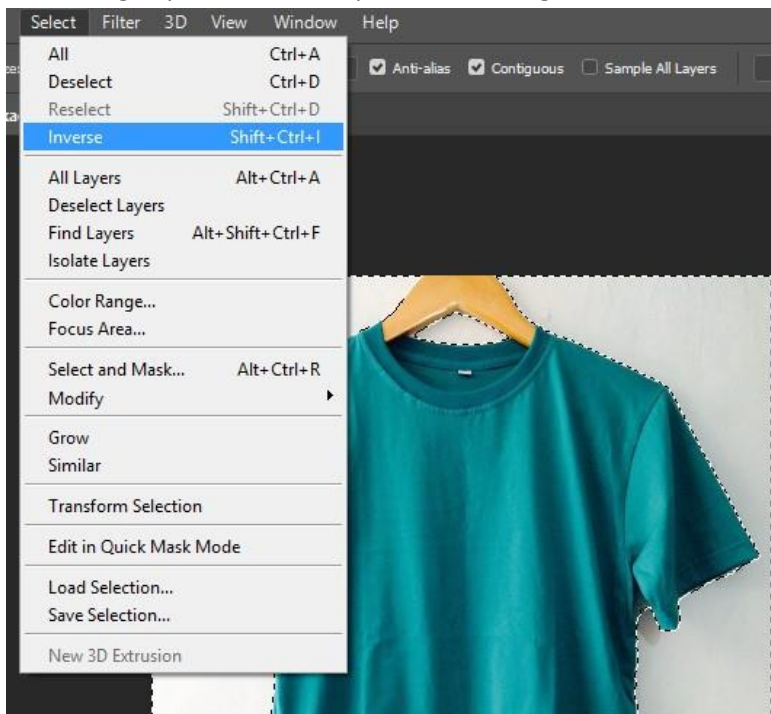 Select Filter 3D View Window Help
Anti-alias Contiguous Sample All Layers
All Ctrl+A
Deselect Ctrl+D
Reselect Shift+Ctrl+D
Inverse Shift+Ctrl+I
All Layers Alt+Ctrl+A
Deselect Layers
Find Layers Alt+Shift+Ctrl+F
Isolate Layers
Color Range...
Focus Area...
Select and Mask... Alt+Ctrl+R
Modify
Grow
Similar
Transform Selection
Edit in Quick Mask Mode
Load Selection...
Save Selection...
New 3D Extrusion